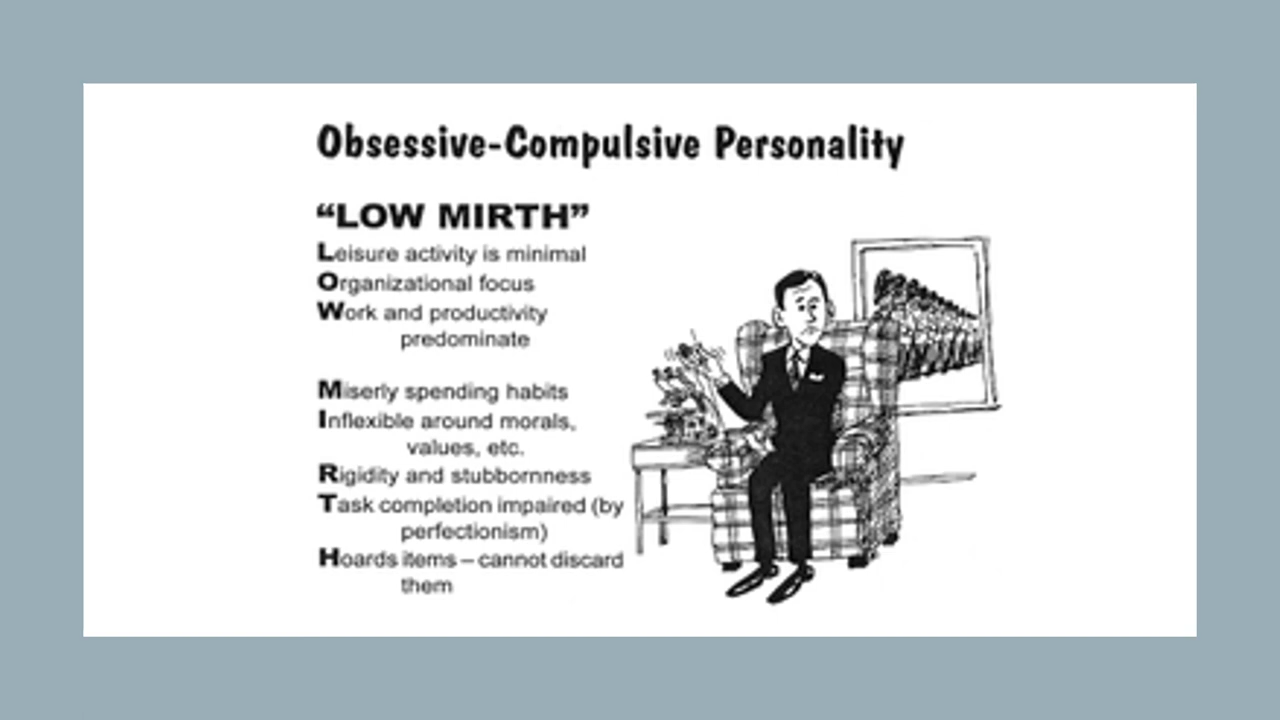 Obsessive-Compulsive Personality
“LOW MIRTH”
Leisure activity is minimal
Organizational focus
Work and productivity
predominate
Miserly spending habits
Inflexible around morals,
values, etc.
Rigidity and stubbornness
Task completion impaired (by
perfectionism)
Hoards items – cannot discard
them